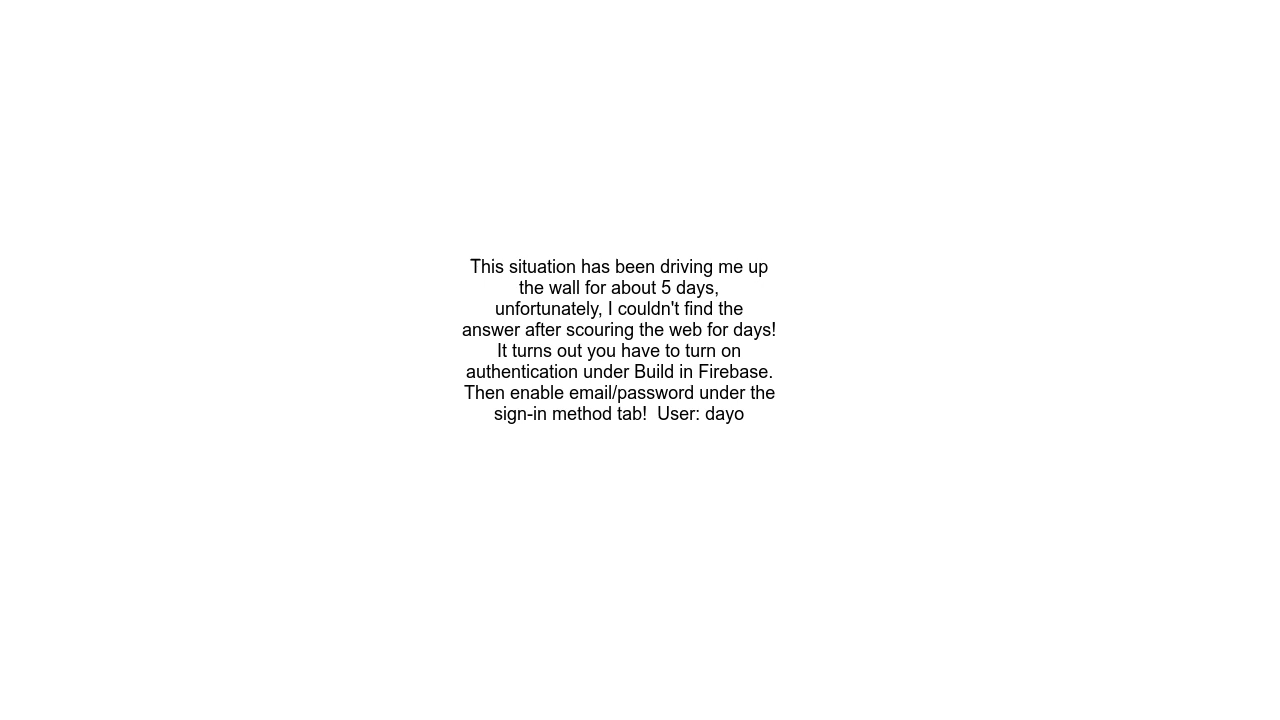 This situation has been driving me up
the wall for about 5 days,
unfortunately, I couldn't find the
answer after scouring the web for days!
It turns out you have to turn on
authentication under Build in Firebase.
Then enable email/password under the
sign-in method tab!  User: dayo